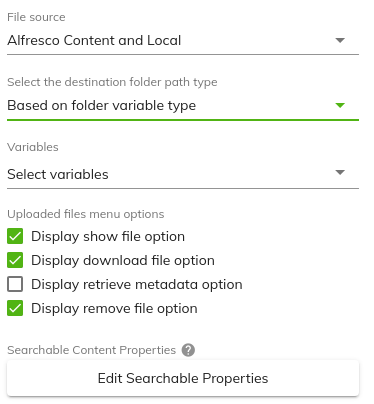 File source
Alfresco Content and Local
Select the destination folder path type
Based on folder variable type
Variables
Select variables
Uploaded files menu options
Display show file option
Display download file option
Display retrieve metadata option
Display remove file option
Searchable Content Properties ?
Edit Searchable Properties